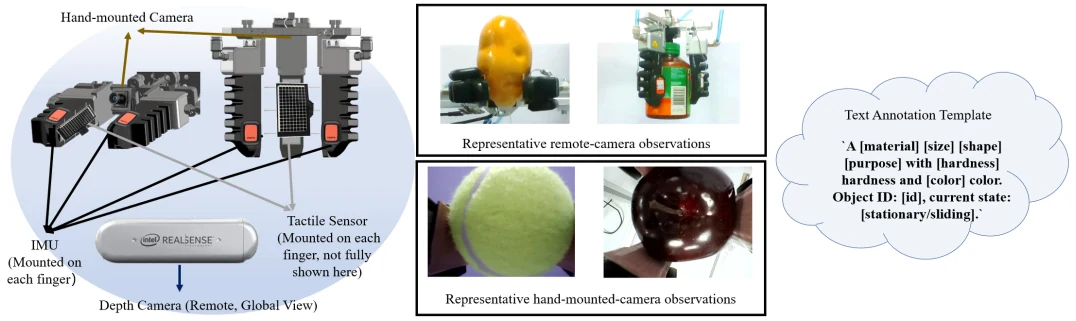 Hand-mounted Camera
IMU
(Mounted on
each finger)
intel REALSENSE
Tactile Sensor
(Mounted on each
finger, not fully
shown here)
Depth Camera (Remote, Global View)
Representative remote-camera observations
Representative hand-mounted-camera observations
Text Annotation Template
`A [material] [size] [shape]
[purpose] with [hardness]
hardness and [color] color.
Object ID: [id], current state:
[stationary/sliding].`